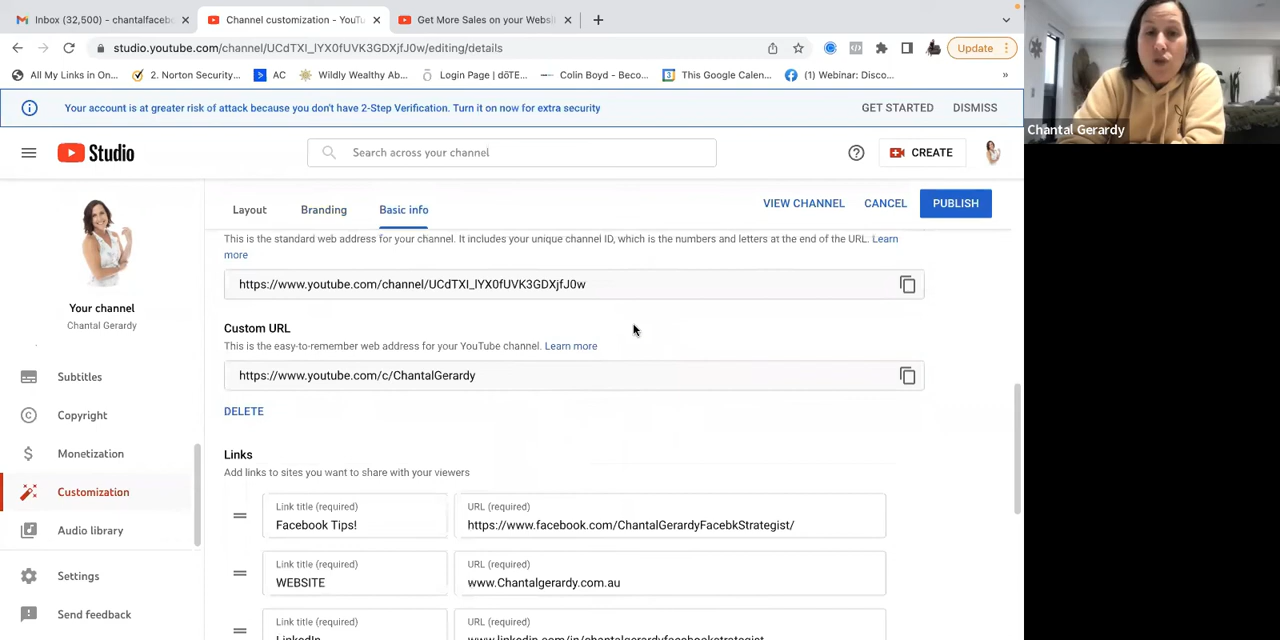 Inbox (32,500) - chantalfacebo
Channel customization - YouTu
Get More Sales on your Websi
studio.youtube.com/channel/UCdTXI_lYX0fUVK3GDXjfJ0w/editing/details
Update
All My Links in On...
2. Norton Security...
AC
Wildly Wealthy Ab...
Login Page | dōTE...
Colin Boyd - Beco...
This Google Calen...
(1) Webinar: Disco...
»
Your account is at greater risk of attack because you don't have 2-Step Verification. Turn it on now for extra security
GET STARTED
DISMISS
Chantal Gerardy
Studio
Search across your channel
CREATE
Layout
Branding
Basic info
VIEW CHANNEL
CANCEL
PUBLISH
This is the standard web address for your channel. It includes your unique channel ID, which is the numbers and letters at the end of the URL. Learn
more
https://www.youtube.com/channel/UCdTXI_lYX0fUVK3GDXjfJ0w
Your channel
Chantal Gerardy
Custom URL
This is the easy-to-remember web address for your YouTube channel. Learn more
https://www.youtube.com/c/ChantalGerardy
DELETE
Subtitles
Copyright
Monetization
Customization
Audio library
Settings
Send feedback
Links
Add links to sites you want to share with your viewers
Link title (required)
Facebook Tips!
URL (required)
https://www.facebook.com/ChantalGerardyFacebkStrategist/
Link title (required)
WEBSITE
URL (required)
www.Chantalgerardy.com.au
Link title (required)
LinkedIn
URL (required)
www.linkedin.com/in/chantalgerardyfacebookstrategist